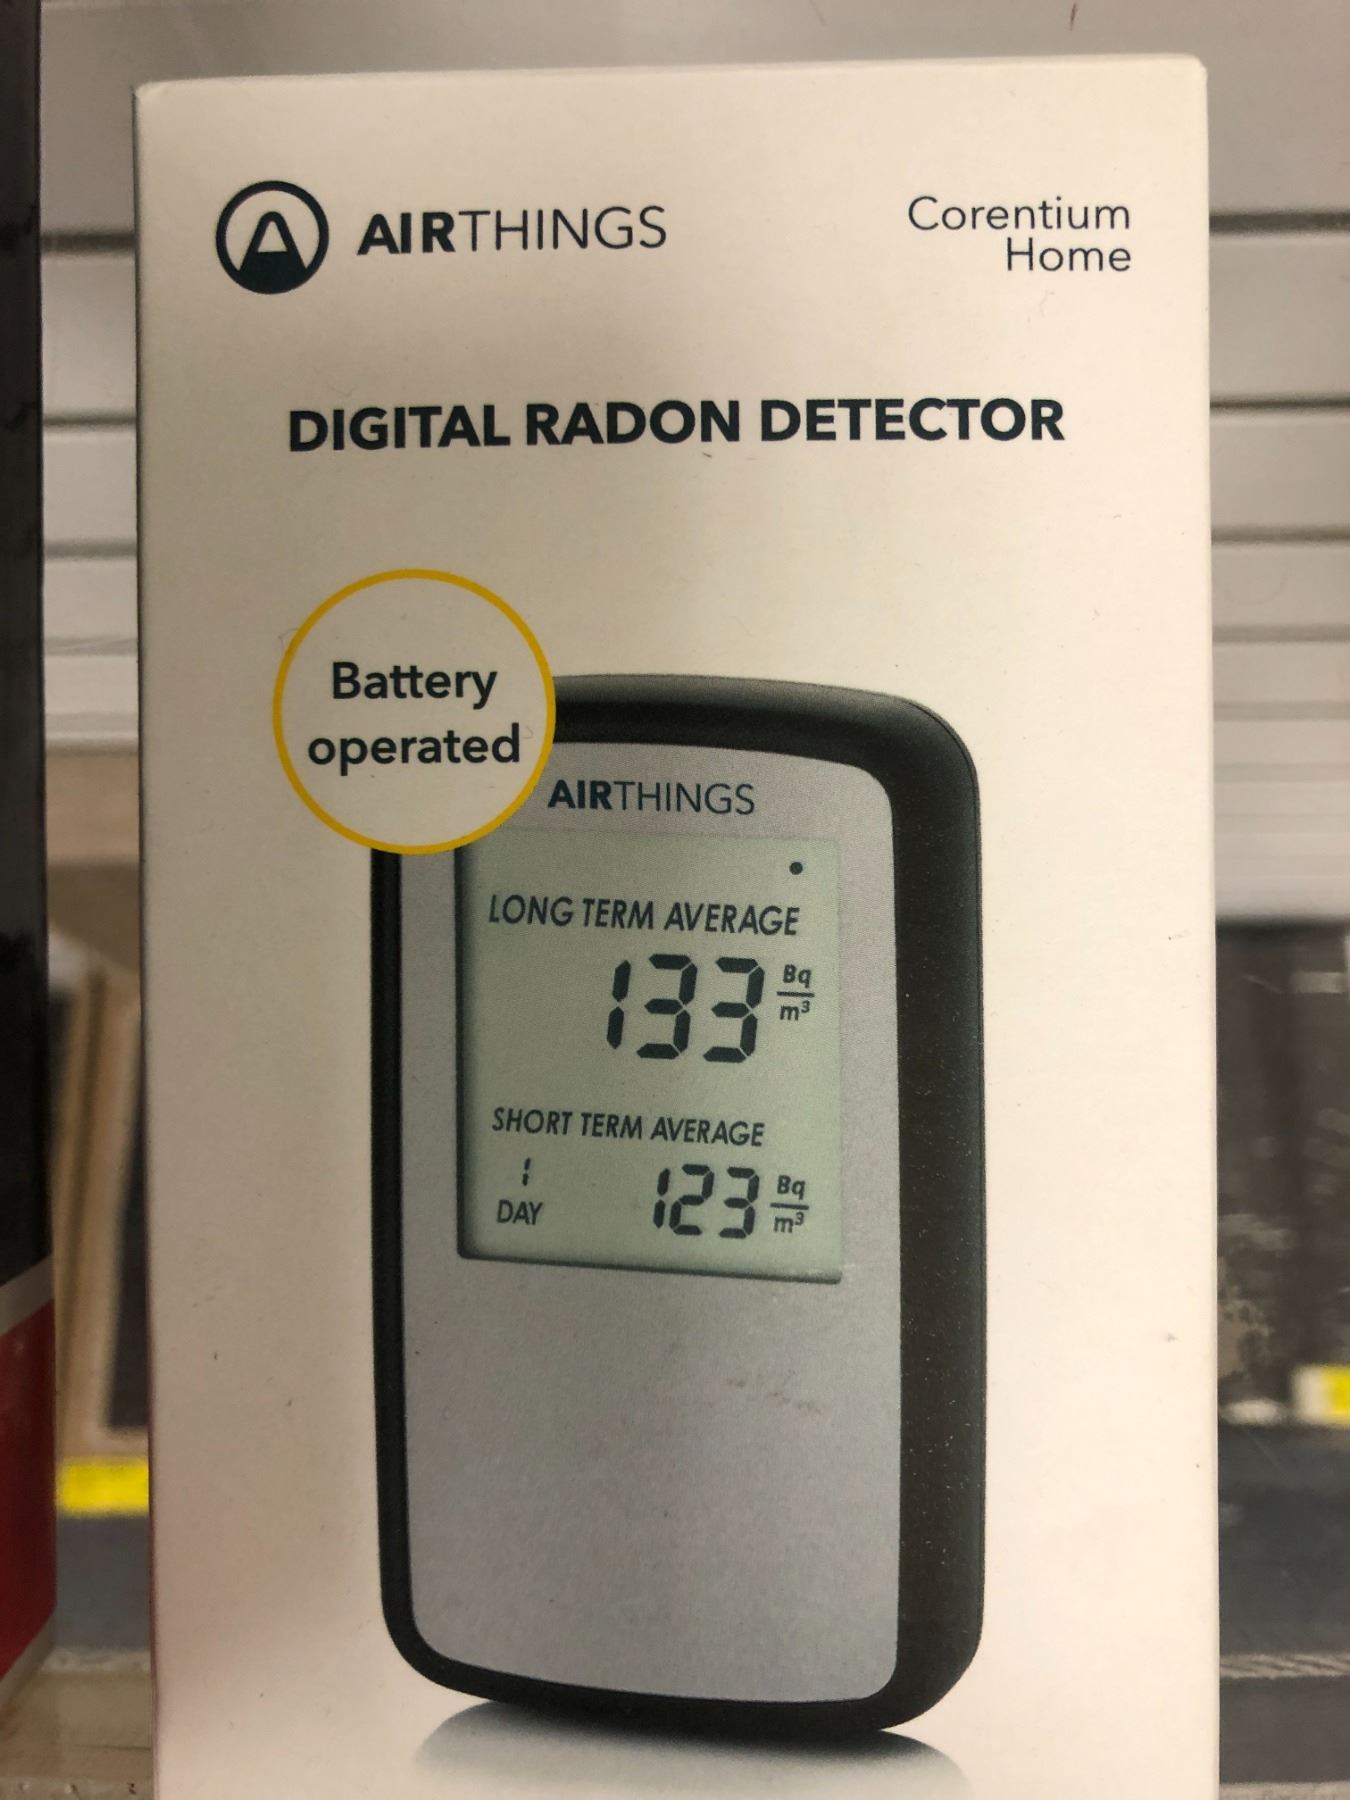 AIRTHINGS
Corentium
Home
DIGITAL RADON DETECTOR
Battery
operated
AIRTHINGS
LONG TERM AVERAGE
133 Bq/m³
SHORT TERM AVERAGE
1
DAY
123 Bq/m³